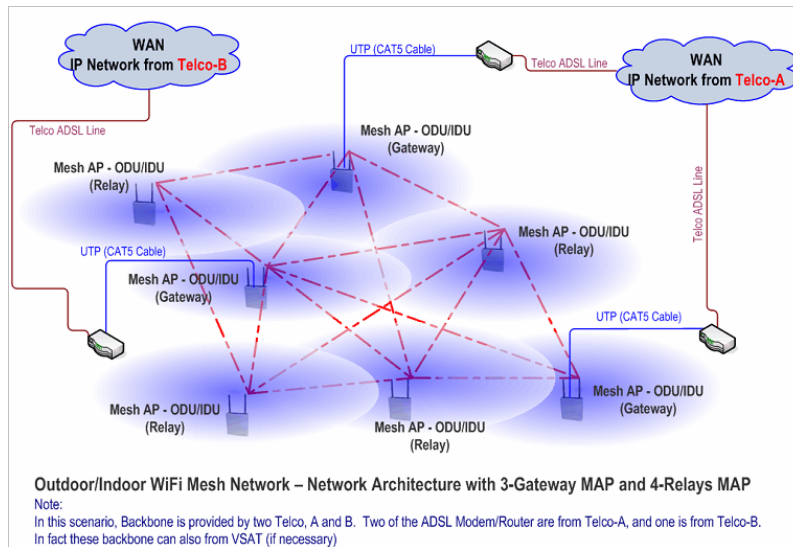 WAN
IP Network from Telco-B
UTP (CAT5 Cable)
WAN
IP Network from Telco-A
Telco ADSL Line
Telco ADSL Line
Mesh AP - ODU/IDU
(Gateway)
Mesh AP - ODU/IDU
(Relay)
Telco ADSL Line
Mesh AP - ODU/IDU
(Relay)
UTP (CAT5 Cable)
Mesh AP - ODU/IDU
(Gateway)
UTP (CAT5 Cable)
Mesh AP - ODU/IDU
(Relay)
Mesh AP - ODU/IDU
(Relay)
Mesh AP - ODU/IDU
(Gateway)
Outdoor/Indoor WiFi Mesh Network – Network Architecture with 3-Gateway MAP and 4-Relays MAP
Note:
In this scenario, Backbone is provided by two Telco, A and B. Two of the ADSL Modem/Router are from Telco-A, and one is from Telco-B.
In fact these backbone can also from VSAT (if necessary)